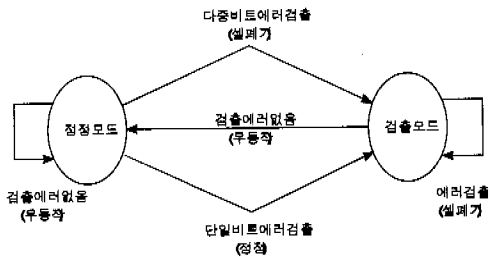 다중비트에러검출
(셀폐기)
정정모드
검출에러없음
(무동작)
검출모드
검출에러없음
(무동작)
에러검출
(셀폐기)
단일비트에러검출
(정정)